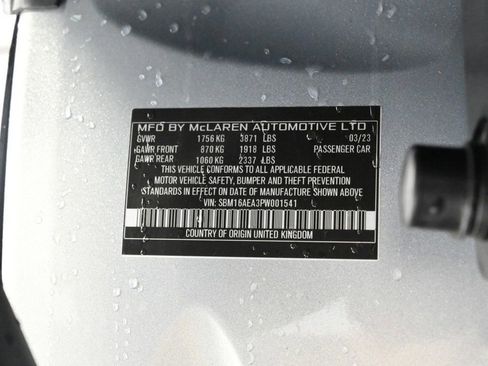 MFD BY McLAREN AUTOMOTIVE LTD
GVWR 1756 KG 3871 LBS 03/23
GAWR FRONT 870 KG 1918 LBS PASSENGER CAR
GAWR REAR 1060 KG 2337 LBS
THIS VEHICLE CONFORMS TO ALL APPLICABLE FEDERAL
MOTOR VEHICLE SAFETY, BUMPER AND THEFT PREVENTION
STANDARDS IN EFFECT ON DATE OF MANUFACTURE SHOWN ABOVE
VIN: SBM16AEA3PW001541
COUNTRY OF ORIGIN UNITED KINGDOM